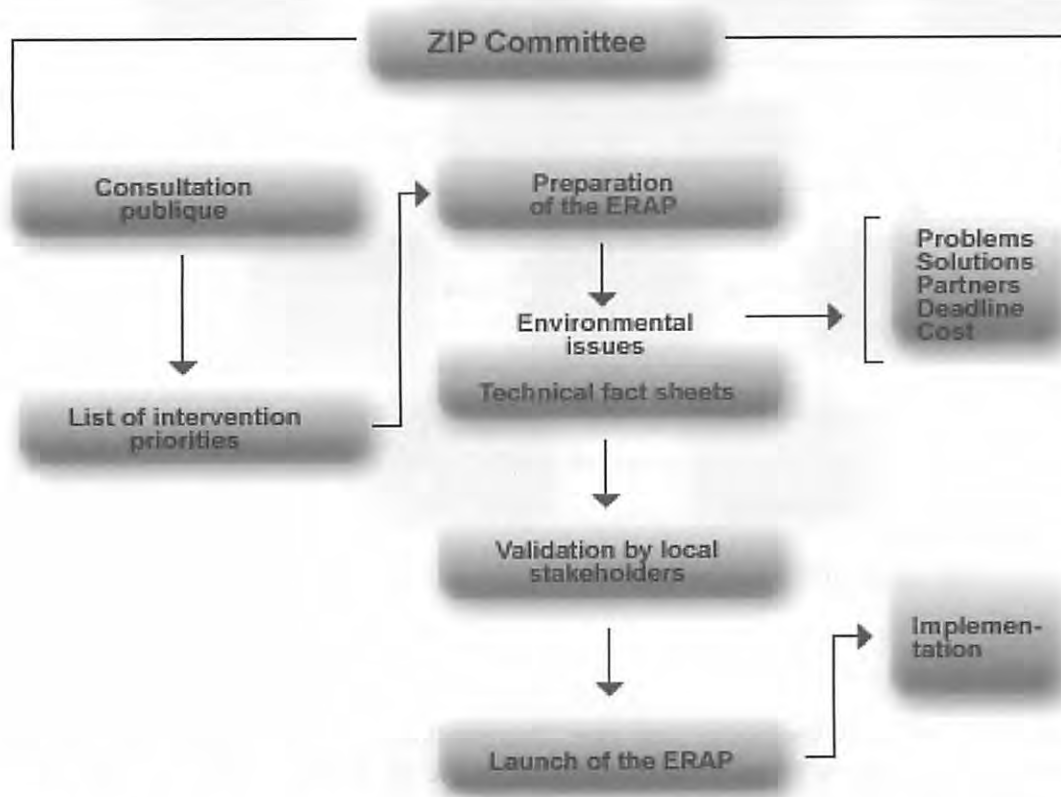 ZIP Committee
Consultation
publique
List of intervention
priorities
Preparation
of the ERAP
Environmental
issues
Technical fact sheets
Problems
Solutions
Partners
Deadline
Cost
Validation by local
stakeholders
Launch of the ERAP
Implemen-
tation